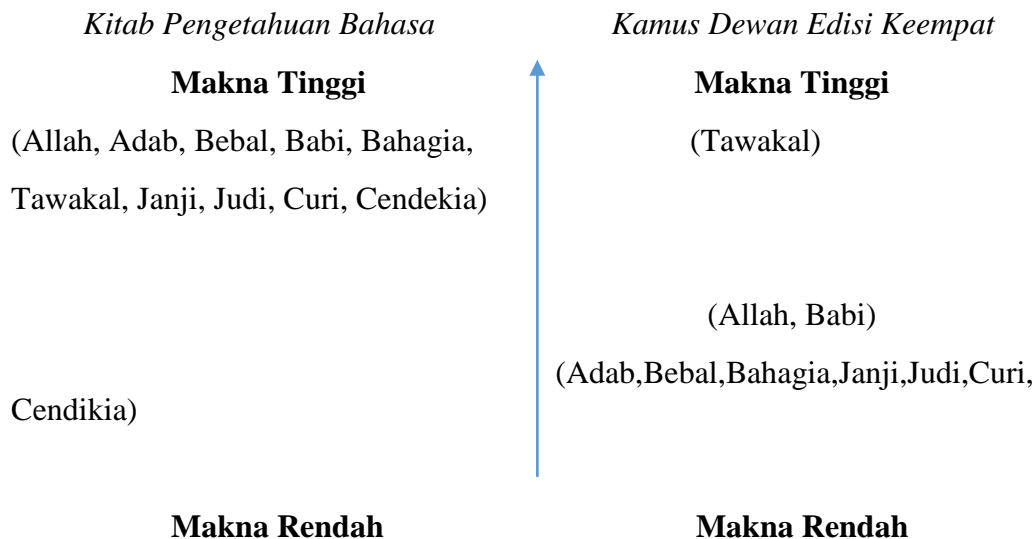 Kitab Pengetahuan Bahasa
Makna Tinggi
(Allah, Adab, Bebal, Babi, Bahagia,
Tawakal, Janji, Judi, Curi, Cendekia)
Makna Rendah
Kamus Dewan Edisi Keempat
Makna Tinggi
(Tawakal)
(Allah, Babi)
(Adab,Bebal,Bahagia,Janji,Judi,Curi,
Cendikia)
Makna Rendah